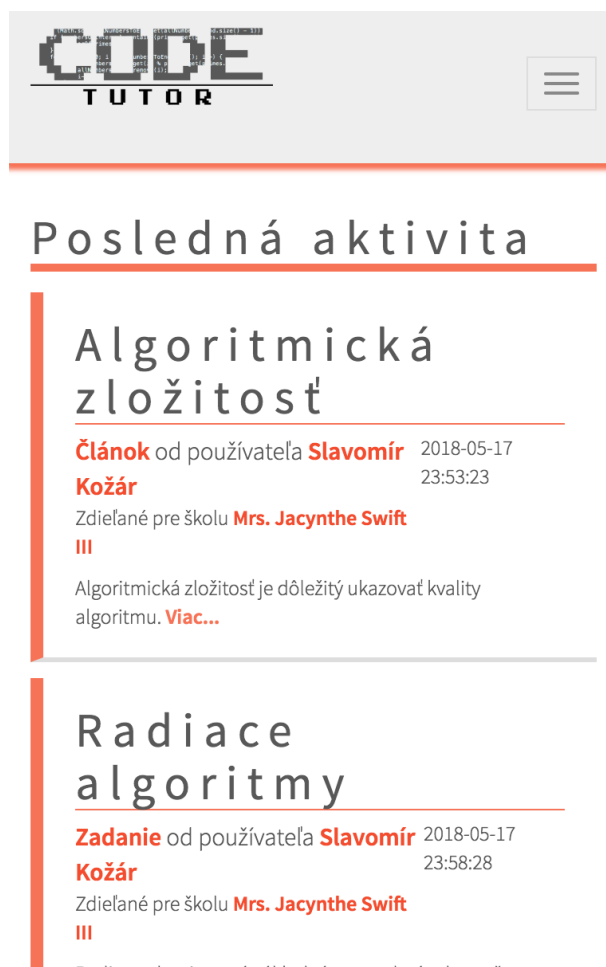 CODE
TUTOR
Posledná aktivita
Algoritmická
zložitosť
Článok od používateľa Slavomír
Kožár
2018-05-17
23:53:23
Zdieľané pre školu Mrs. Jacynthe Swift
III
Algoritmická zložitosť je dôležitý ukazovať kvality
algoritmu. Viac...
Radiace
algoritmy
Zadanie od používateľa Slavomír
Kožár
2018-05-17
23:58:28
Zdieľané pre školu Mrs. Jacynthe Swift
III